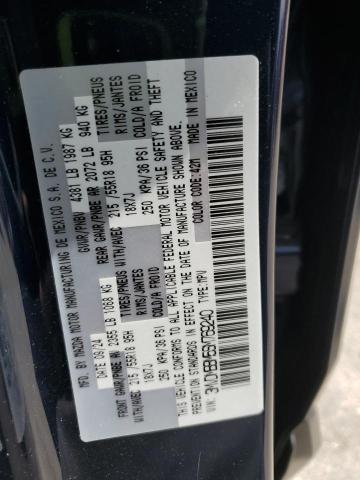 MFG. BY MAZDA MOTOR MANUFACTURING DE MEXICO S.A. DE C.V.
DATE 09/24 GVWR/PNBV 4381 LB 1987 KG
FRONT GAWR/PNBE AV 2355 LB 1068 KG REAR GAWR/PNBE AR 2072 LB 940 KG
WITH/AVEC 215/55R18 95H TIRES/PNEUS WITH/AVEC 215/55R18 95H TIRES/PNEUS
18X7J RIMS/JANTES 18X7J RIMS/JANTES
250 KPA/36 PSI COLD/A FROID 250 KPA/36 PSI COLD/A FROID
THIS VEHICLE CONFORMS TO ALL APPLICABLE FEDERAL MOTOR VEHICLE SAFETY AND THEFT
PREVENTION STANDARDS IN EFFECT ON THE DATE OF MANUFACTURE SHOWN ABOVE.
TYPE: MPV COLOR CODE: 42M MADE IN MEXICO